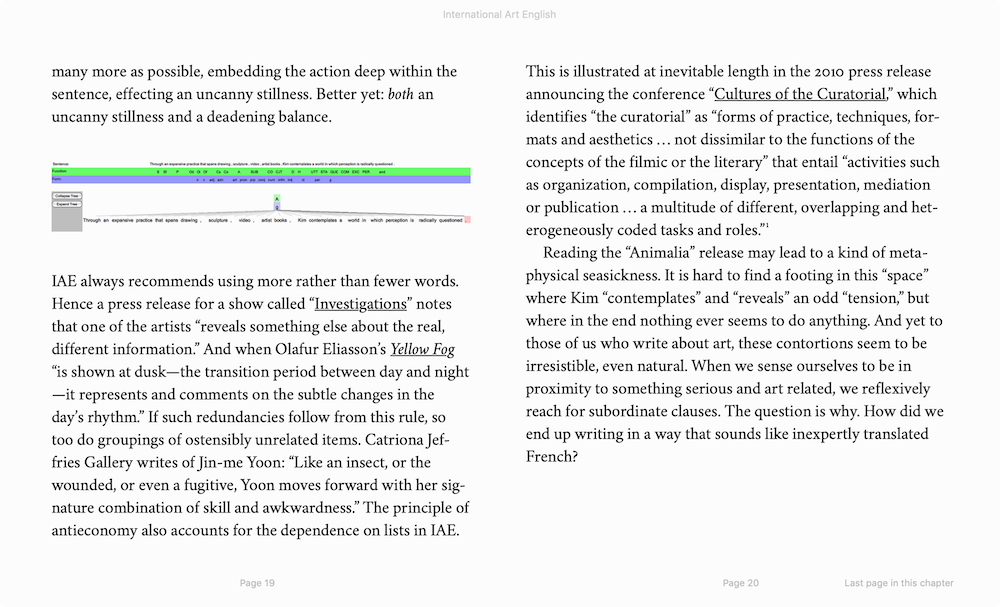 International Art English
many more as possible, embedding the action deep within the
sentence, effecting an uncanny stillness. Better yet: both an
uncanny stillness and a deadening balance.
Sentence:
Through an expansive practice that spans drawing , sculpture , video , artist books , Kim contemplates a world in which perception is radically questioned .
Function:
Form:
Collapse Tree
Expand Tree
A
g
Through an expansive practice that spans drawing , sculpture , video , artist books , Kim contemplates a world in which perception is radically questioned
IAE always recommends using more rather than fewer words.
Hence a press release for a show called “Investigations” notes
that one of the artists “reveals something else about the real,
different information.” And when Olafur Eliasson’s Yellow Fog
“is shown at dusk—the transition period between day and night
—it represents and comments on the subtle changes in the
day’s rhythm.” If such redundancies follow from this rule, so
too do groupings of ostensibly unrelated items. Catriona Jef-
fries Gallery writes of Jin-me Yoon: “Like an insect, or the
wounded, or even a fugitive, Yoon moves forward with her sig-
nature combination of skill and awkwardness.” The principle of
antieconomy also accounts for the dependence on lists in IAE.
Page 19
This is illustrated at inevitable length in the 2010 press release
announcing the conference “Cultures of the Curatorial,” which
identifies “the curatorial” as “forms of practice, techniques, for-
mats and aesthetics … not dissimilar to the functions of the
concepts of the filmic or the literary” that entail “activities such
as organization, compilation, display, presentation, mediation
or publication … a multitude of different, overlapping and het-
erogeneously coded tasks and roles.”1
Reading the “Animalia” release may lead to a kind of meta-
physical seasickness. It is hard to find a footing in this “space”
where Kim “contemplates” and “reveals” an odd “tension,” but
where in the end nothing ever seems to do anything. And yet to
those of us who write about art, these contortions seem to be
irresistible, even natural. When we sense ourselves to be in
proximity to something serious and art related, we reflexively
reach for subordinate clauses. The question is why. How did we
end up writing in a way that sounds like inexpertly translated
French?
Page 20
Last page in this chapter